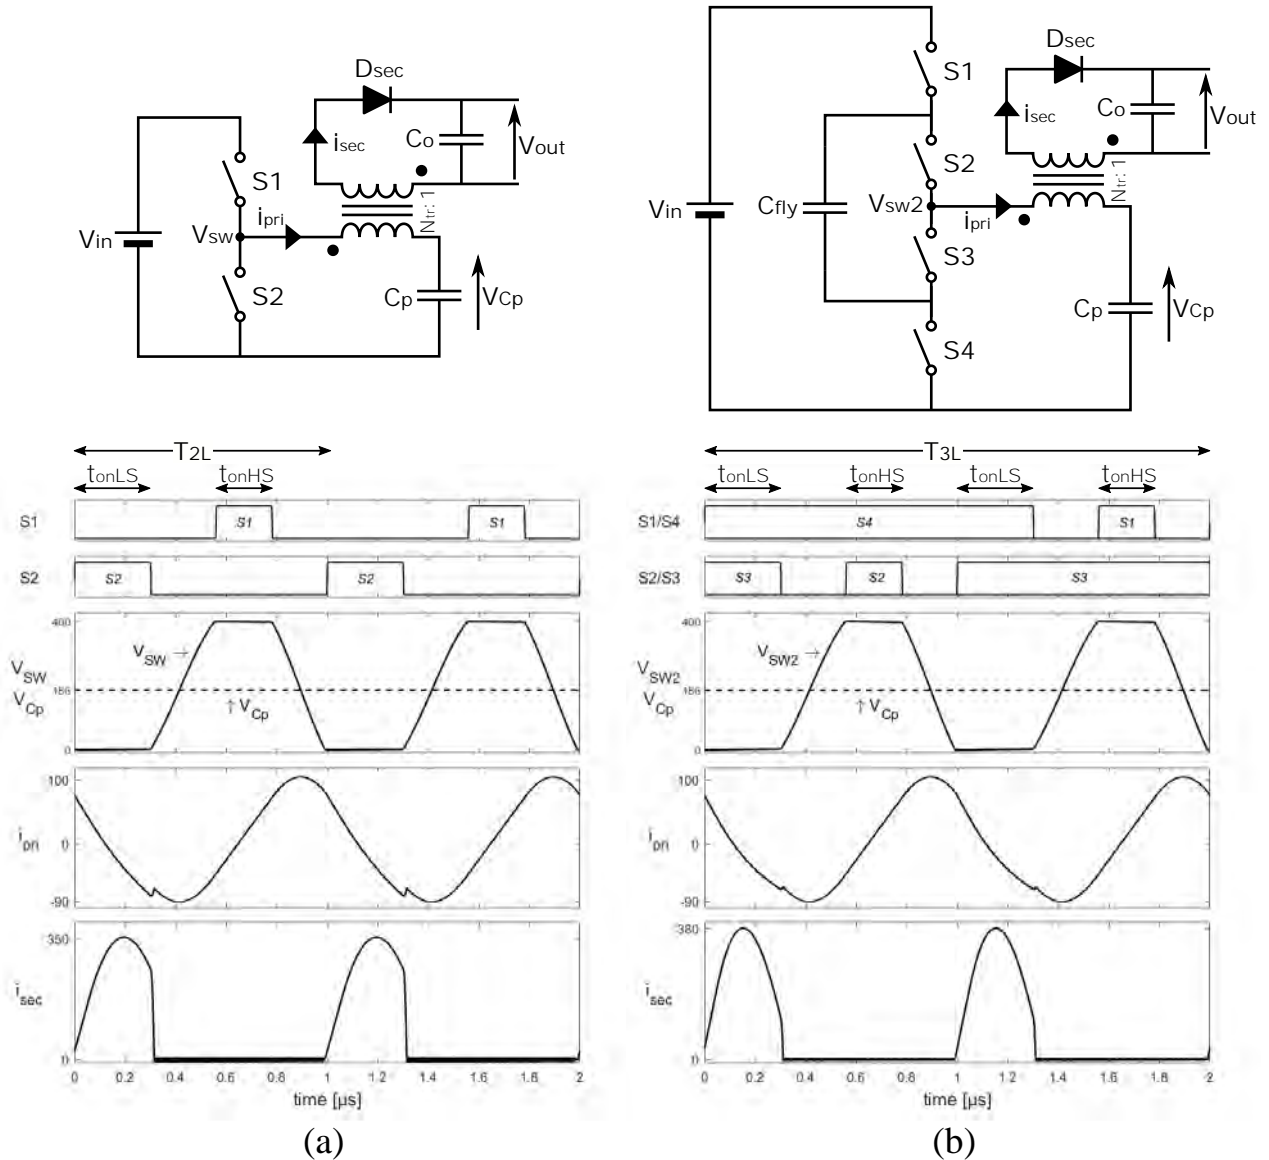 Dsec
isec
Co
Vout
S1
Ntr: 1
Vin
Vsw
ipri
S2
Cp
VCp
Dsec
S1
isec
Co
Vout
S2
Ntr: 1
Vin
Cfly
Vsw2
ipri
S3
Cp
VCp
S4
T2L
tonLS
tonHS
S1
S1
S1
S2
S2
S2
400
VSW →
VSW
186
VCp
↑ VCp
0
100
ipri
0
-90
350
isec
0
0 0.2 0.4 0.6 0.8 1 1.2 1.4 1.6 1.8 2
time [µs]
(a)
T3L
tonLS
tonHS
tonLS
tonHS
S1/S4
S4
S1
S2/S3
S3
S2
S3
400
VSW2 →
VSW2
186
VCp
↑ VCp
0
100
ipri
0
-90
380
isec
0
0 0.2 0.4 0.6 0.8 1 1.2 1.4 1.6 1.8 2
time [µs]
(b)